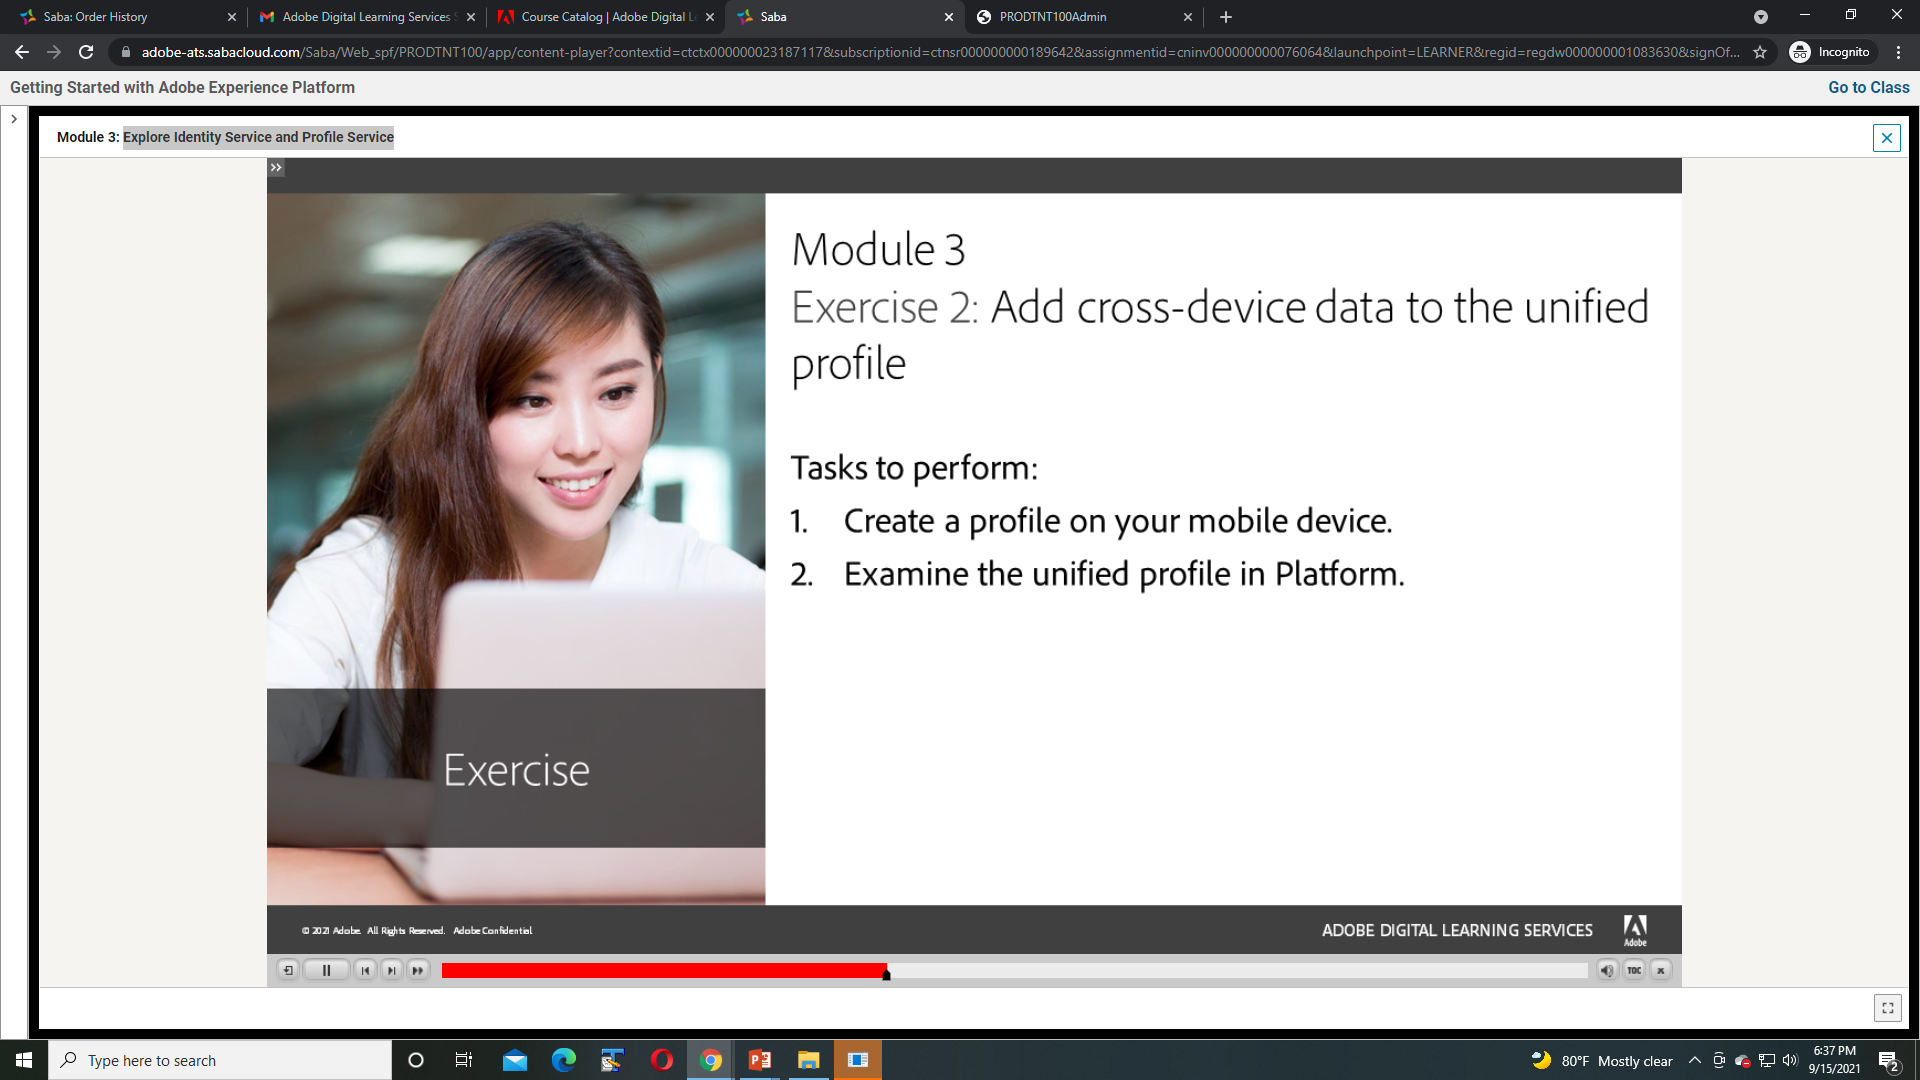 Saba: Order History
Adobe Digital Learning Services S
Course Catalog | Adobe Digital L
Saba
PRODTNT100Admin
adobe-ats.sabacloud.com/Saba/Web_spf/PRODTNT100/app/content-player?contextid=ctctx000000023187117&subscriptionid=ctnsr000000000189642&assignmentid=cninv000000000076064&launchpoint=LEARNER&regid=regdw000000001083630&signOf...
Incognito
Getting Started with Adobe Experience Platform
Go to Class
Module 3: Explore Identity Service and Profile Service
Module 3
Exercise 2: Add cross-device data to the unified
profile
Tasks to perform:
1. Create a profile on your mobile device.
2. Examine the unified profile in Platform.
Exercise
© 2021 Adobe. All Rights Reserved. Adobe Confidential
ADOBE DIGITAL LEARNING SERVICES
Adobe
TOC
Type here to search
80°F Mostly clear
6:37 PM
9/15/2021
2